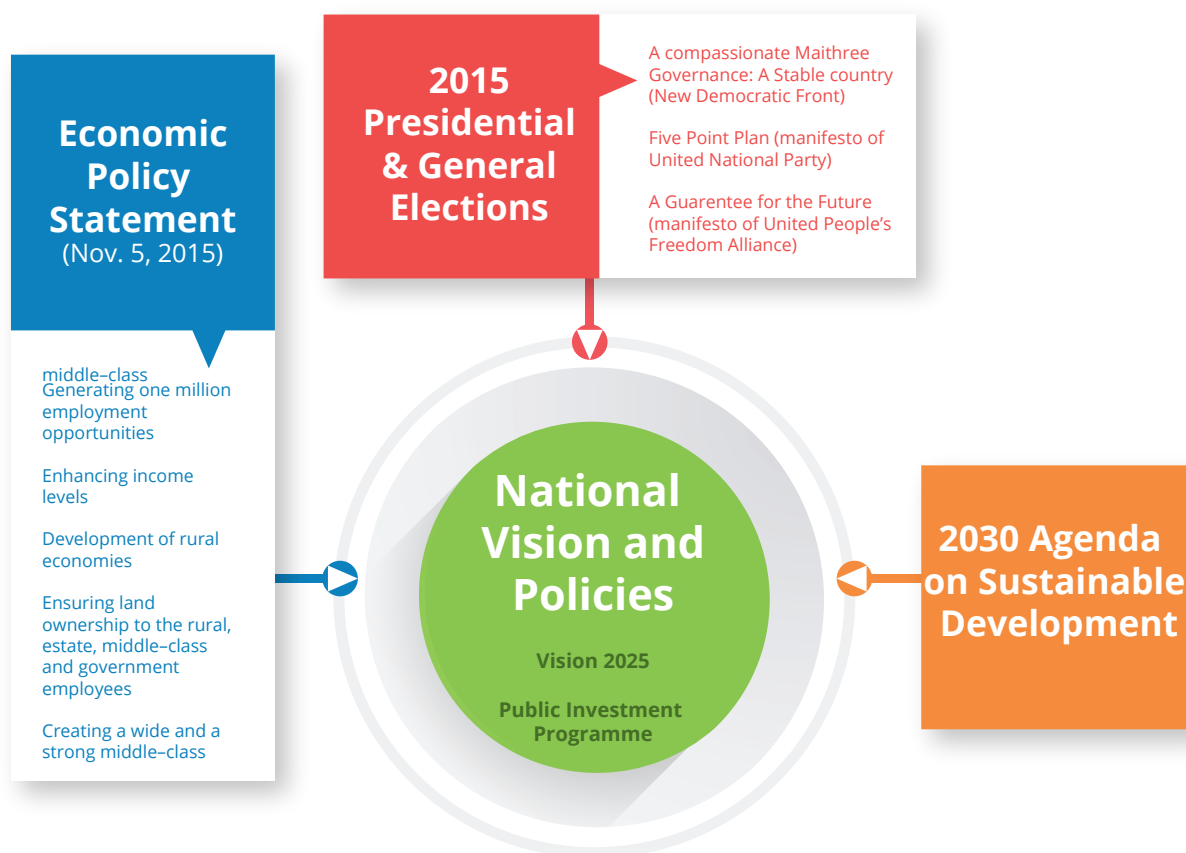 Economic
Policy
Statement
(Nov. 5, 2015)
middle–class
Generating one million
employment
opportunities
Enhancing income
levels
Development of rural
economies
Ensuring land
ownership to the rural,
estate, middle–class
and government
employees
Creating a wide and a
strong middle–class
2015
Presidential
& General
Elections
A compassionate Maithree
Governance: A Stable country
(New Democratic Front)
Five Point Plan (manifesto of
United National Party)
A Guarentee for the Future
(manifesto of United People’s
Freedom Alliance)
National
Vision and
Policies
Vision 2025
Public Investment
Programme
2030 Agenda
on Sustainable
Development